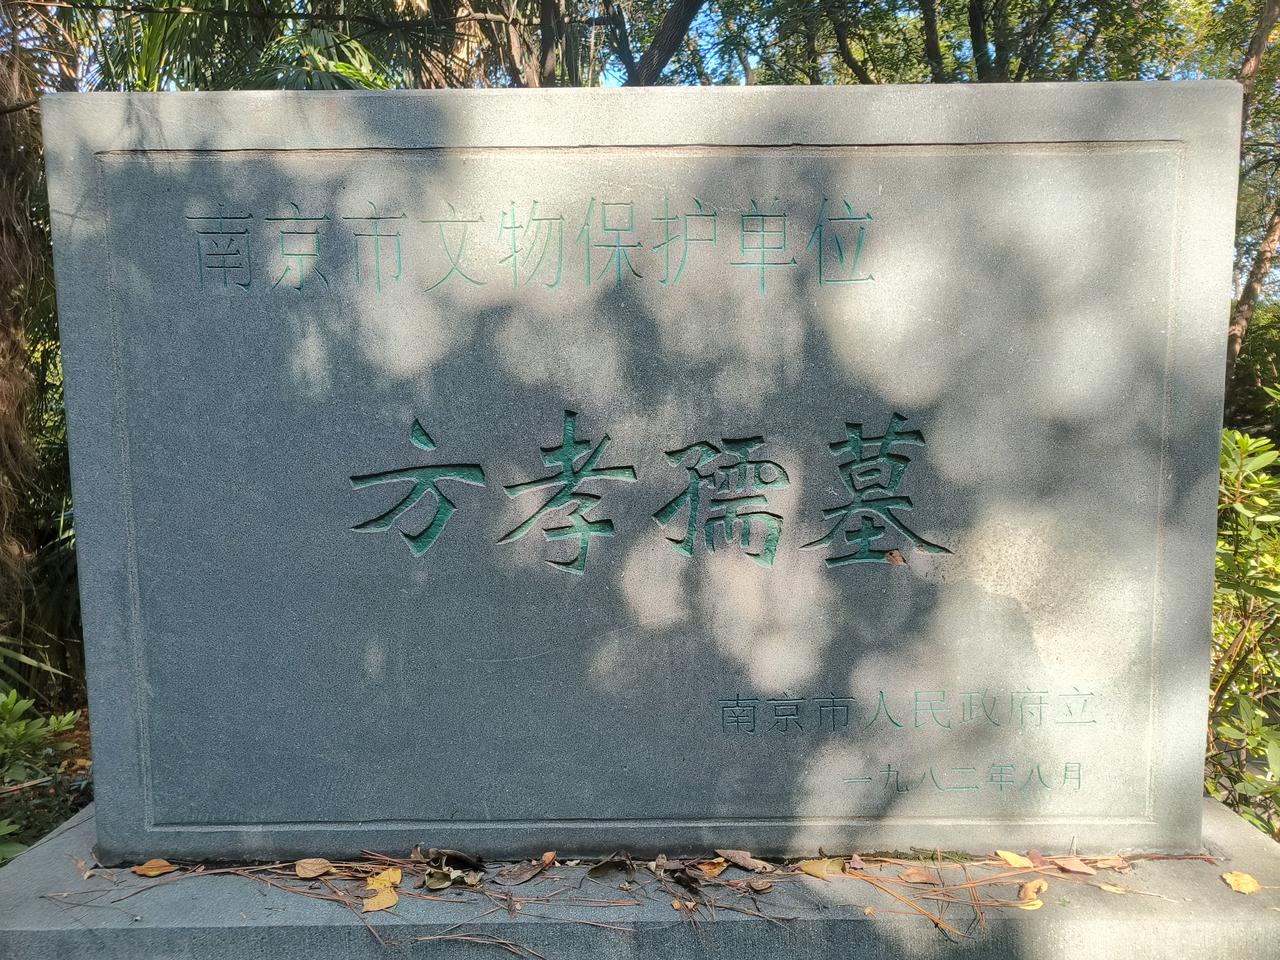 南京市文物保护单位
方孝孺墓
南京市人民政府立
一九八二年八月